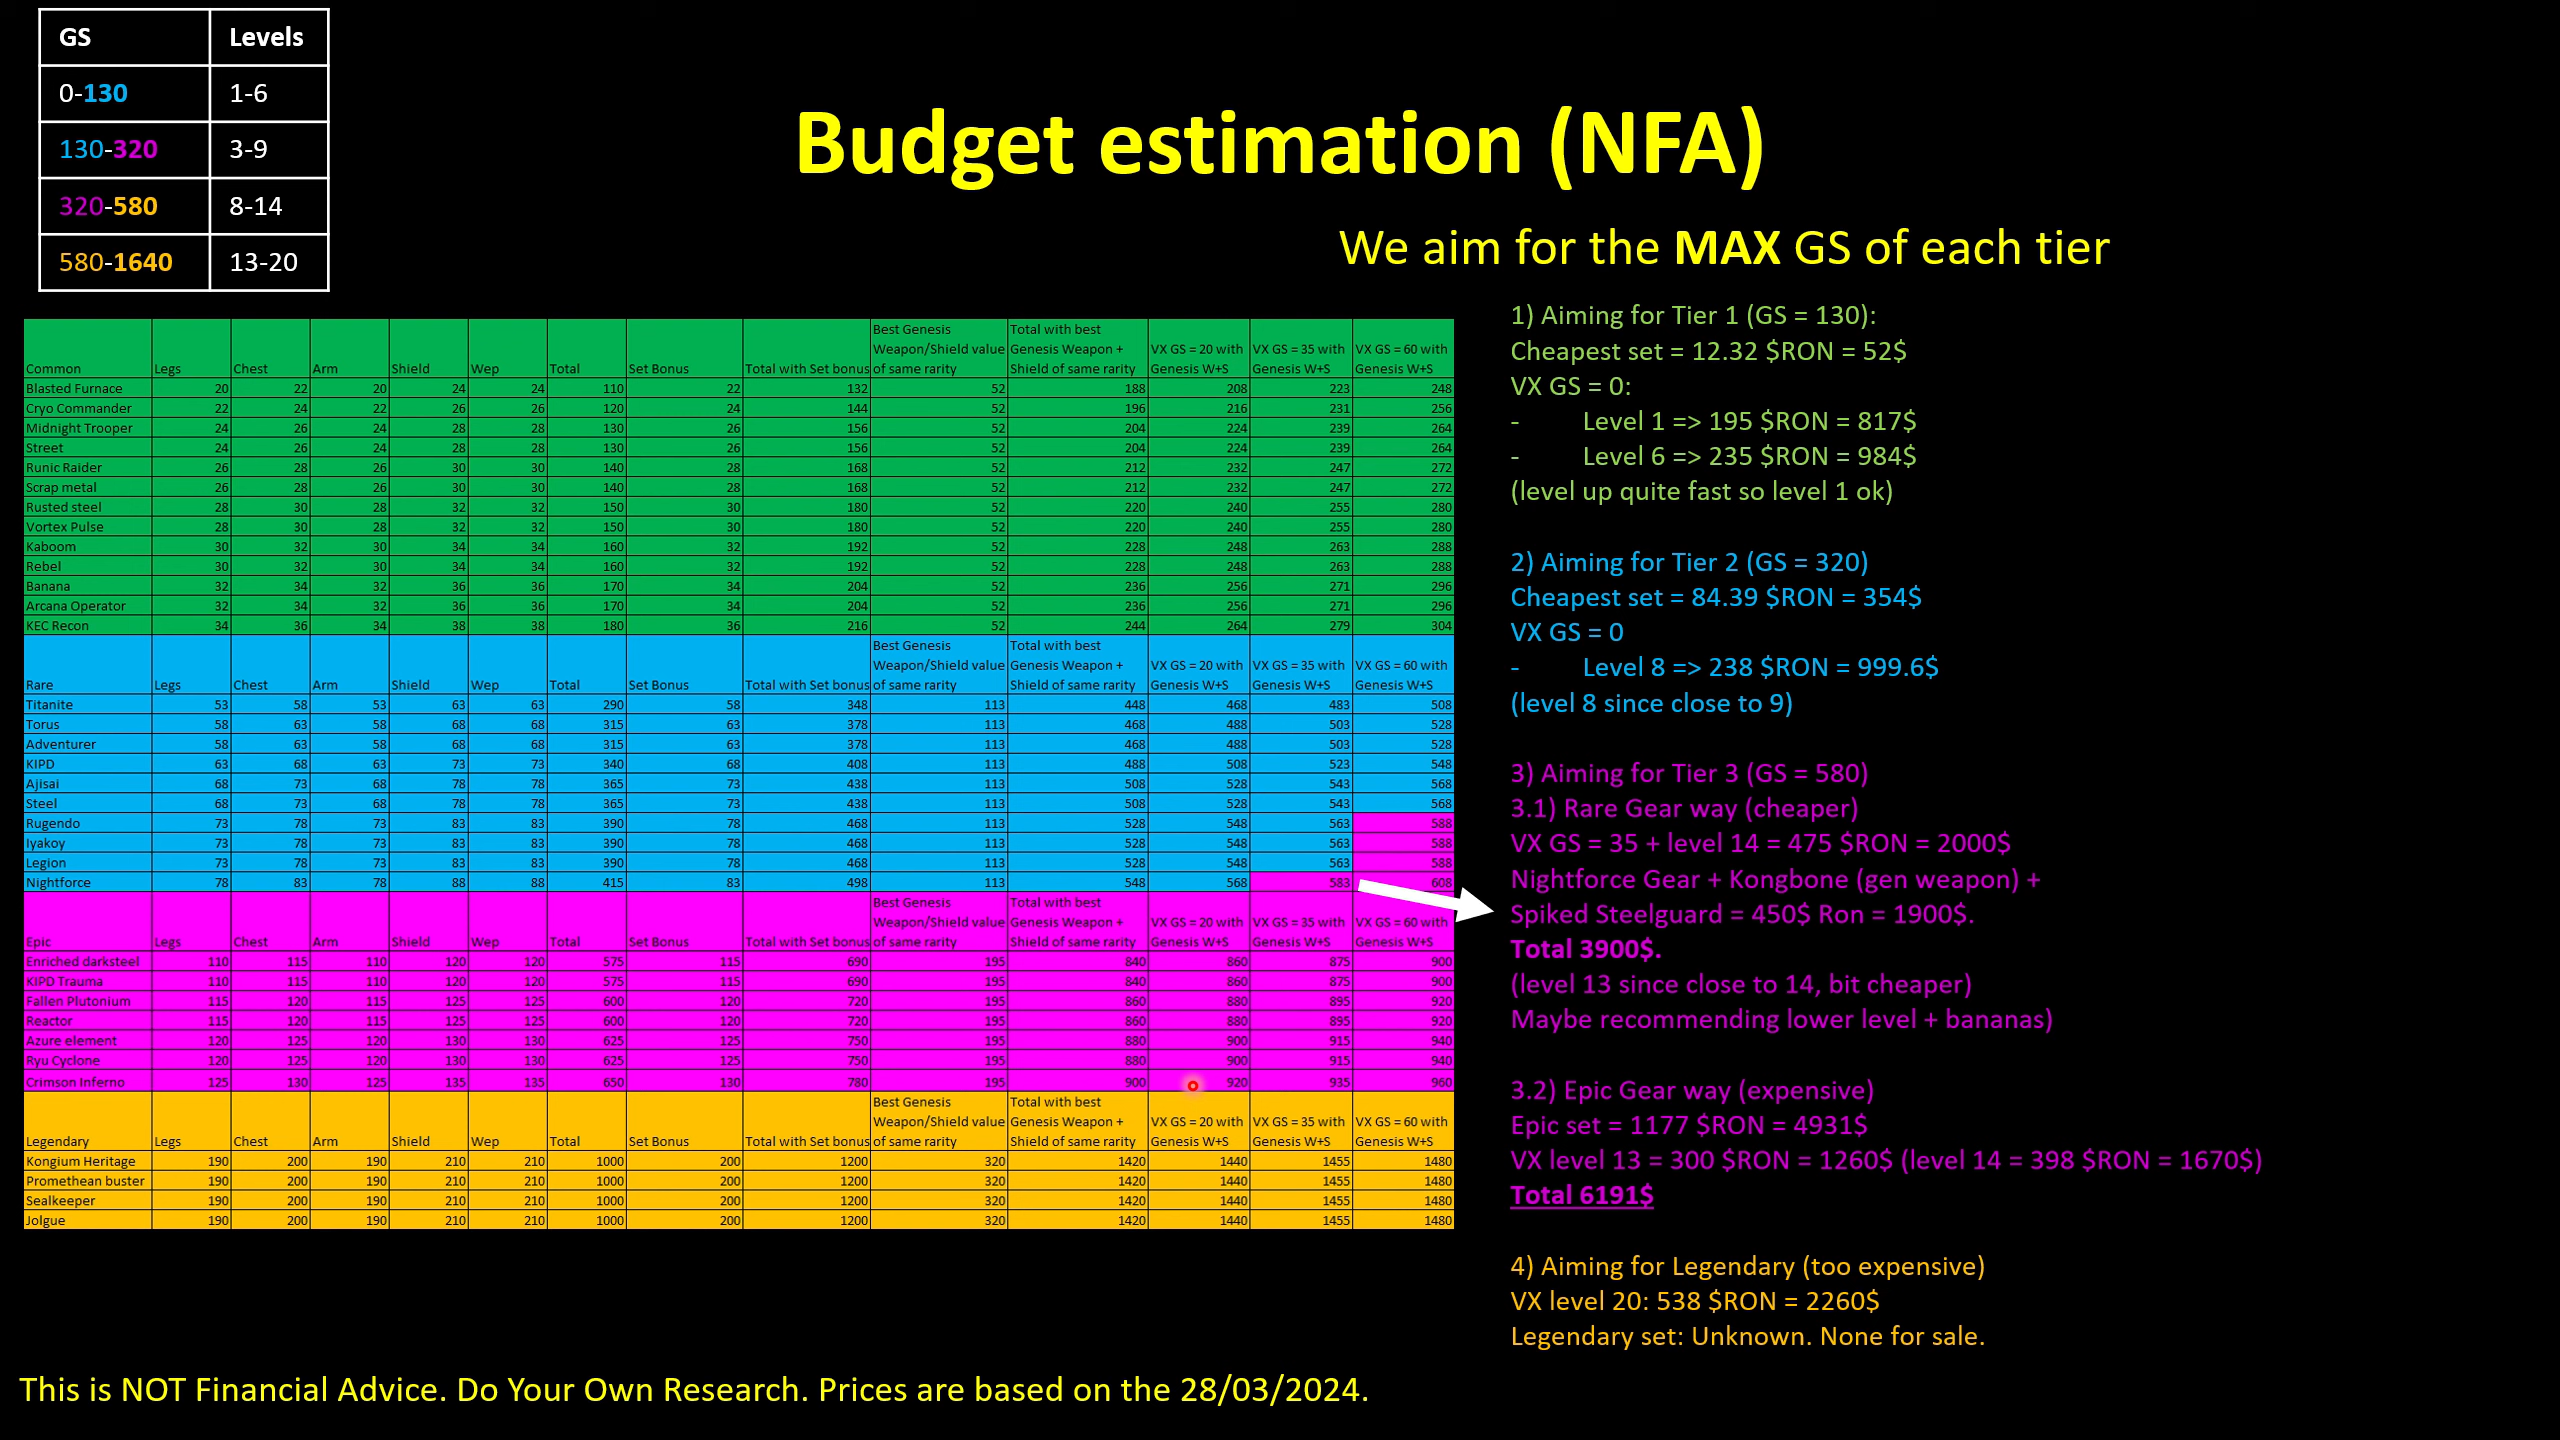 GS Levels
0-130 1-6
130-320 3-9
320-580 8-14
580-1640 13-20
Budget estimation (NFA)
We aim for the MAX GS of each tier
Common Legs Chest Arm Shield Wep Total Set Bonus Total with Set bonus Best Genesis Weapon/Shield value of same rarity Total with best Genesis Weapon + Shield of same rarity VX GS = 20 with Genesis W+S VX GS = 35 with Genesis W+S VX GS = 60 with Genesis W+S
Blasted Furnace 20 22 20 24 24 110 22 132 52 188 208 223 248
Cryo Commander 22 24 22 26 26 120 24 144 52 196 216 231 256
Midnight Trooper 24 26 24 28 28 130 26 156 52 204 224 239 264
Street 24 26 24 28 28 130 26 156 52 204 224 239 264
Runic Raider 26 28 26 30 30 140 28 168 52 212 232 247 272
Scrap metal 26 28 26 30 30 140 28 168 52 212 232 247 272
Rusted steel 28 30 28 32 32 150 30 180 52 220 240 255 280
Vortex Pulse 28 30 28 32 32 150 30 180 52 220 240 255 280
Kaboom 30 32 30 34 34 160 32 192 52 228 248 263 288
Rebel 30 32 30 34 34 160 32 192 52 228 248 263 288
Banana 32 34 32 36 36 170 34 204 52 236 256 271 296
Arcana Operator 32 34 32 36 36 170 34 204 52 236 256 271 296
KEC Recon 34 36 34 38 38 180 36 216 52 244 264 279 304
Rare Legs Chest Arm Shield Wep Total Set Bonus Total with Set bonus Best Genesis Weapon/Shield value of same rarity Total with best Genesis Weapon + Shield of same rarity VX GS = 20 with Genesis W+S VX GS = 35 with Genesis W+S VX GS = 60 with Genesis W+S
Titanite 53 58 53 63 63 290 58 348 113 448 468 483 508
Torus 58 63 58 68 68 315 63 378 113 468 488 503 528
Adventurer 58 63 58 68 68 315 63 378 113 468 488 503 528
KIPD 63 68 63 73 73 340 68 408 113 488 508 523 548
Ajisai 68 73 68 78 78 365 73 438 113 508 528 543 568
Steel 68 73 68 78 78 365 73 438 113 508 528 543 568
Rugendo 73 78 73 83 83 390 78 468 113 528 548 563 588
Iyakoy 73 78 73 83 83 390 78 468 113 528 548 563 588
Legion 73 78 73 83 83 390 78 468 113 528 548 563 588
Nightforce 78 83 78 88 88 415 83 498 113 548 568 583 608
Epic Legs Chest Arm Shield Wep Total Set Bonus Total with Set bonus Best Genesis Weapon/Shield value of same rarity Total with best Genesis Weapon + Shield of same rarity VX GS = 20 with Genesis W+S VX GS = 35 with Genesis W+S VX GS = 60 with Genesis W+S
Enriched darksteel 110 115 110 120 120 575 115 690 195 840 860 875 900
KIPD Trauma 110 115 110 120 120 575 115 690 195 840 860 875 900
Fallen Plutonium 115 120 115 125 125 600 120 720 195 860 880 895 920
Reactor 115 120 115 125 125 600 120 720 195 860 880 895 920
Azure element 120 125 120 130 130 625 125 750 195 880 900 915 940
Ryu Cyclone 120 125 120 130 130 625 125 750 195 880 900 915 940
Crimson Inferno 125 130 125 135 135 650 130 780 195 900 920 935 960
Legendary Legs Chest Arm Shield Wep Total Set Bonus Total with Set bonus Best Genesis Weapon/Shield value of same rarity Total with best Genesis Weapon + Shield of same rarity VX GS = 20 with Genesis W+S VX GS = 35 with Genesis W+S VX GS = 60 with Genesis W+S
Kongium Heritage 190 200 190 210 210 1000 200 1200 320 1420 1440 1455 1480
Promethean buster 190 200 190 210 210 1000 200 1200 320 1420 1440 1455 1480
Sealkeeper 190 200 190 210 210 1000 200 1200 320 1420 1440 1455 1480
Jolgue 190 200 190 210 210 1000 200 1200 320 1420 1440 1455 1480
1) Aiming for Tier 1 (GS = 130):
Cheapest set = 12.32 $RON = 52$
VX GS = 0:
- Level 1 => 195 $RON = 817$
- Level 6 => 235 $RON = 984$
(level up quite fast so level 1 ok)
2) Aiming for Tier 2 (GS = 320)
Cheapest set = 84.39 $RON = 354$
VX GS = 0
- Level 8 => 238 $RON = 999.6$
(level 8 since close to 9)
3) Aiming for Tier 3 (GS = 580)
3.1) Rare Gear way (cheaper)
VX GS = 35 + level 14 = 475 $RON = 2000$
Nightforce Gear + Kongbone (gen weapon) +
Spiked Steelguard = 450$ Ron = 1900$.
Total 3900$.
(level 13 since close to 14, bit cheaper)
Maybe recommending lower level + bananas)
3.2) Epic Gear way (expensive)
Epic set = 1177 $RON = 4931$
VX level 13 = 300 $RON = 1260$ (level 14 = 398 $RON = 1670$)
Total 6191$
4) Aiming for Legendary (too expensive)
VX level 20: 538 $RON = 2260$
Legendary set: Unknown. None for sale.
This is NOT Financial Advice. Do Your Own Research. Prices are based on the 28/03/2024.